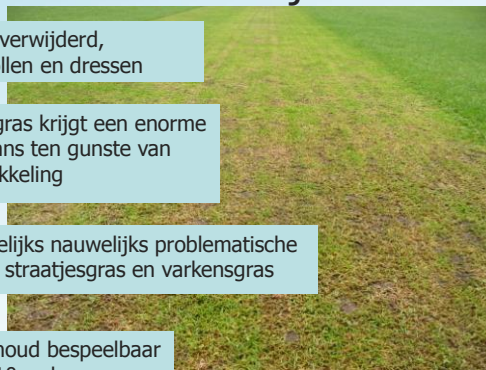 verwijderd,
llen en dressen
gras krijgt een enorme
ns ten gunste van
kkeling
elijks nauwelijks problematische
straatjesgras en varkensgras
houd bespeelbaar